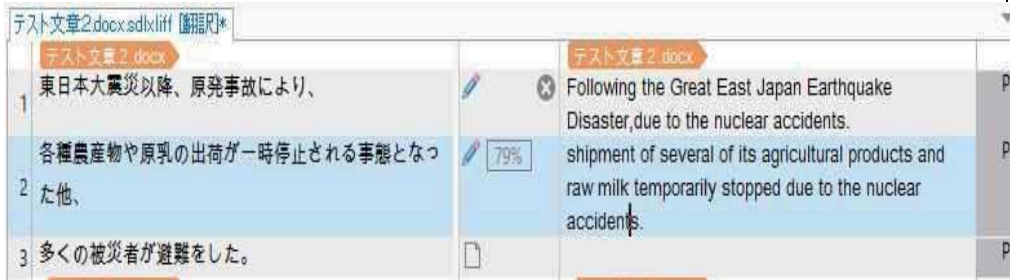 テスト文章2.docx.sdlxliff [翻訳]*
テスト文章2.docx
テスト文章2.docx
1
東日本大震災以降、原発事故により、
Following the Great East Japan Earthquake
Disaster,due to the nuclear accidents.
P
2
各種農産物や原乳の出荷が一時停止される事態となっ
た他、
79%
shipment of several of its agricultural products and
raw milk temporarily stopped due to the nuclear
accidents.
P
3
多くの被災者が避難をした。
P